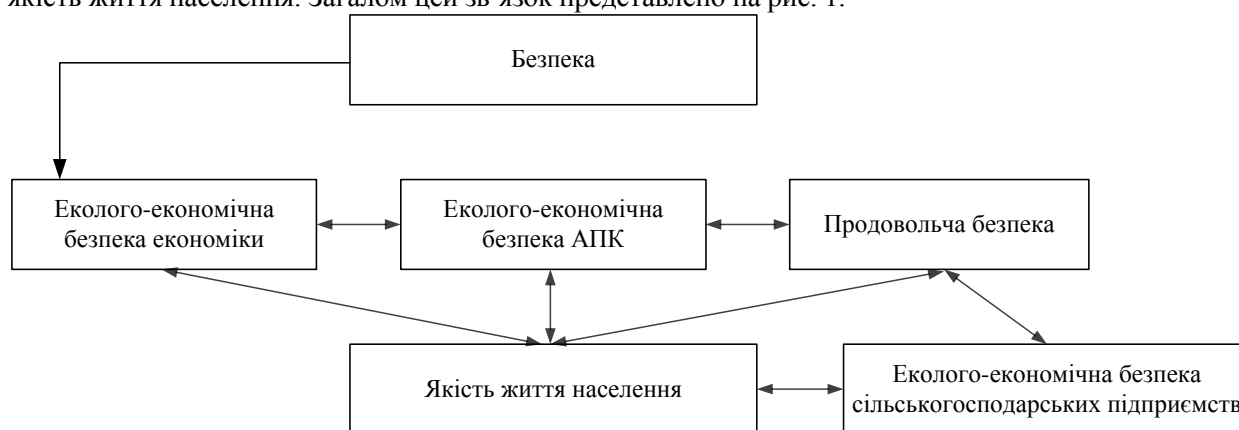 якість життя населення. Загалом цей зв'язок представлено на рис. 1.
Безпека
Еколого-економічна
безпека економіки
Еколого-економічна
безпека АПК
Продовольча безпека
Якість життя населення
Еколого-економічна безпека
сільськогосподарських підприємств